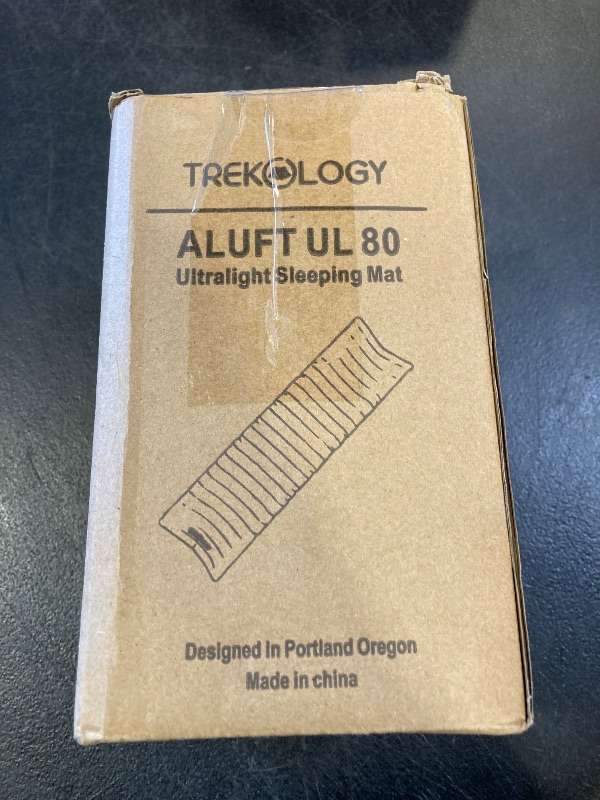 TREKOLOGY
ALUFT UL 80
Ultralight Sleeping Mat
Designed In Portland Oregon
Made in china